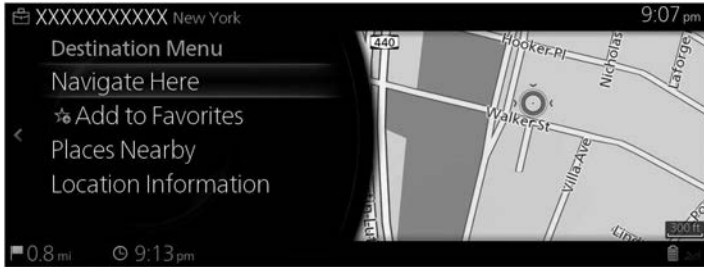 XXXXXXXXXXX New York
9:07 pm
Destination Menu
Navigate Here
Add to Favorites
Places Nearby
Location Information
0.8 mi
9:13 pm
440
Hooker Pl
Nicholas
Laforge
Walker St
Villa Ave
300 ft